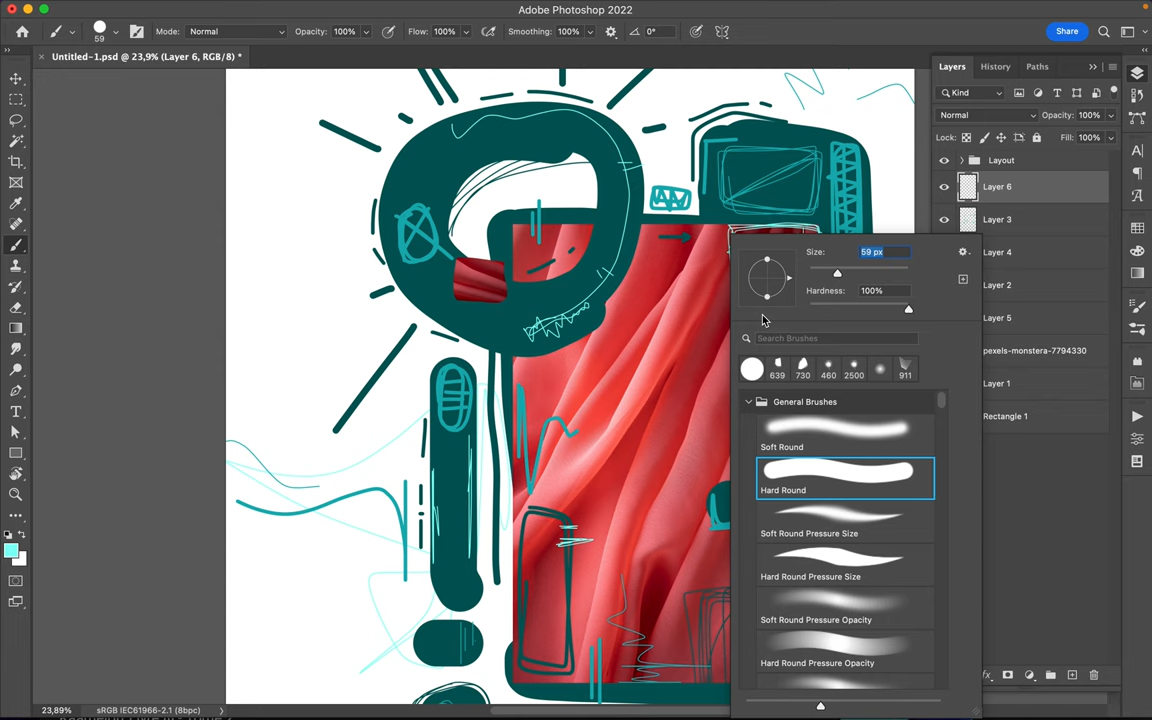 Adobe Photoshop 2022
59
Mode: Normal
Opacity: 100%
Flow: 100%
Smoothing: 100%
0°
Share
Untitled-1.psd @ 23,9% (Layer 6, RGB/8) *
Layers History Paths
Kind
Normal
Opacity: 100%
Lock:
Fill: 100%
Layout
Layer 6
Layer 3
Layer 4
Layer 2
Layer 5
pexels-monstera-7794330
Layer 1
Rectangle 1
Size: 59 px
Hardness: 100%
Search Brushes
639 730 460 2500 911
General Brushes
Soft Round
Hard Round
Soft Round Pressure Size
Hard Round Pressure Size
Soft Round Pressure Opacity
Hard Round Pressure Opacity
23,89%
sRGB IEC61966-2.1 (8bpc)